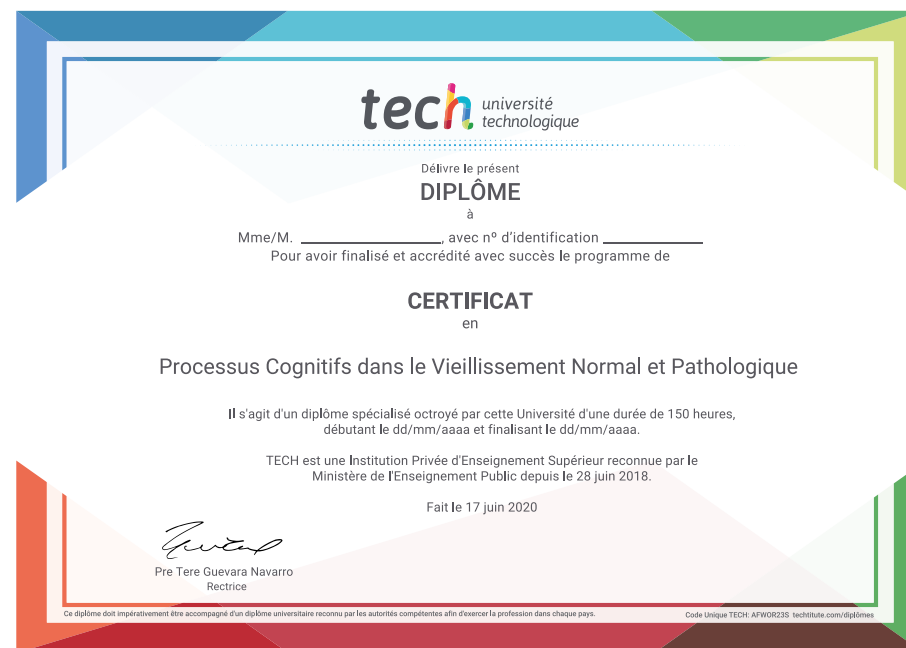 tech université
technologique
Délivre le présent
DIPLÔME
à
Mme/M. ____________________, avec nº d'identification ______________
Pour avoir finalisé et accrédité avec succès le programme de
CERTIFICAT
en
Processus Cognitifs dans le Vieillissement Normal et Pathologique
Il s'agit d'un diplôme spécialisé octroyé par cette Université d'une durée de 150 heures,
débutant le dd/mm/aaaa et finalisant le dd/mm/aaaa.
TECH est une Institution Privée d'Enseignement Supérieur reconnue par le
Ministère de l'Enseignement Public depuis le 28 juin 2018.
Fait le 17 juin 2020
Pre Tere Guevara Navarro
Rectrice
Ce diplôme doit impérativement être accompagné d'un diplôme universitaire reconnu par les autorités compétentes afin d'exercer la profession dans chaque pays.
Code Unique TECH: AFWOR23S techtitute.com/diplômes